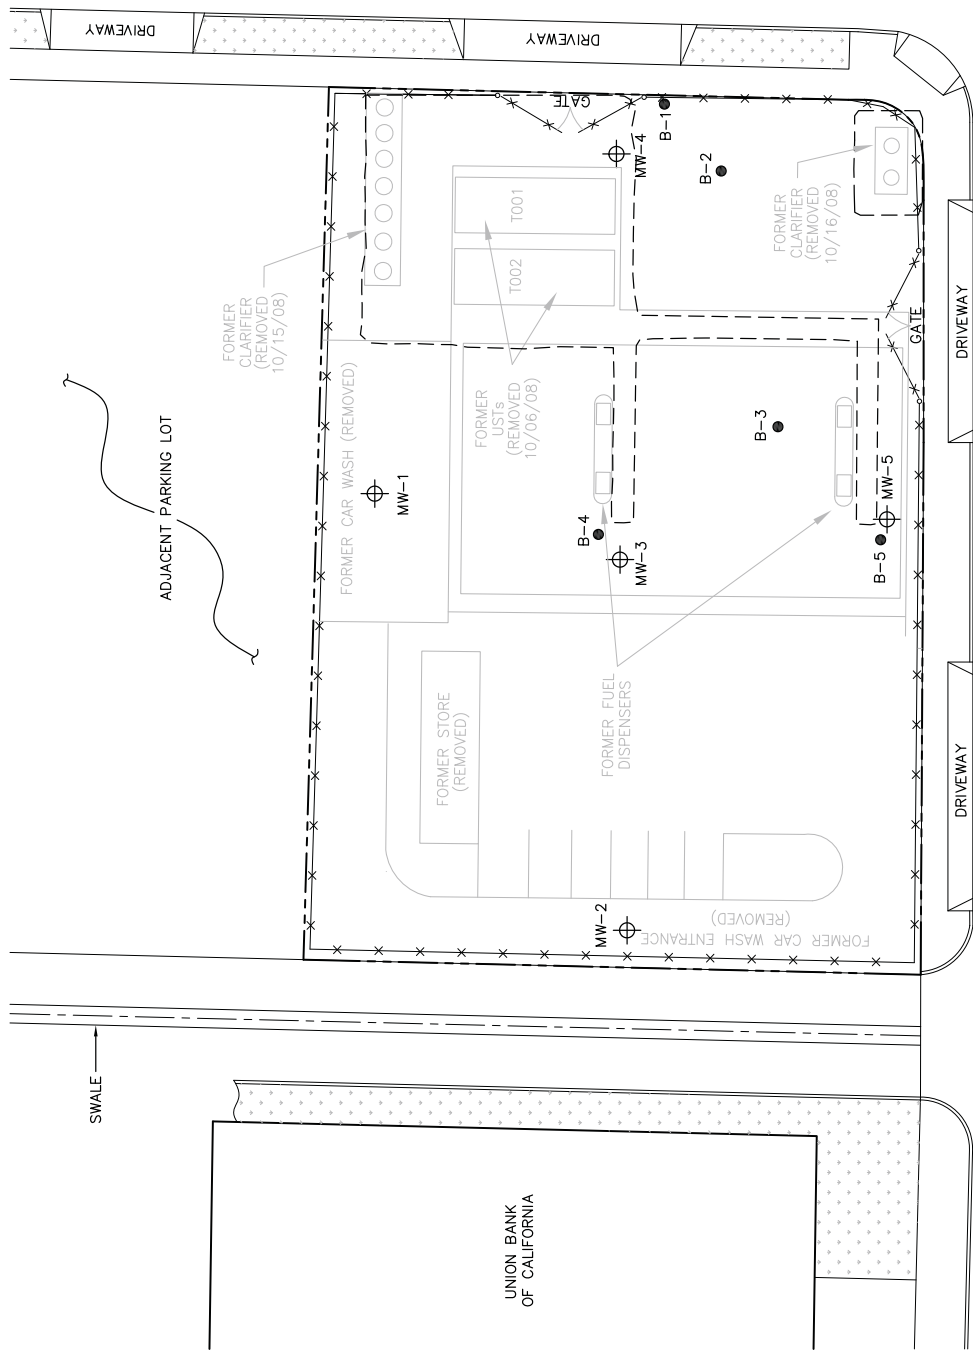 DRIVEWAY
DRIVEWAY
GATE
B-1
MW-4
B-2
T001
T002
FORMER
CLARIFIER
(REMOVED
10/16/08)
FORMER
CLARIFIER
(REMOVED
10/15/08)
GATE
DRIVEWAY
FORMER
USTs
(REMOVED
10/06/08)
FORMER CAR WASH (REMOVED)
ADJACENT PARKING LOT
MW-1
B-3
B-4
MW-3
MW-5
B-5
FORMER STORE
(REMOVED)
FORMER FUEL
DISPENSERS
DRIVEWAY
MW-2
FORMER CAR WASH ENTRANCE
(REMOVED)
SWALE
UNION BANK
OF CALIFORNIA